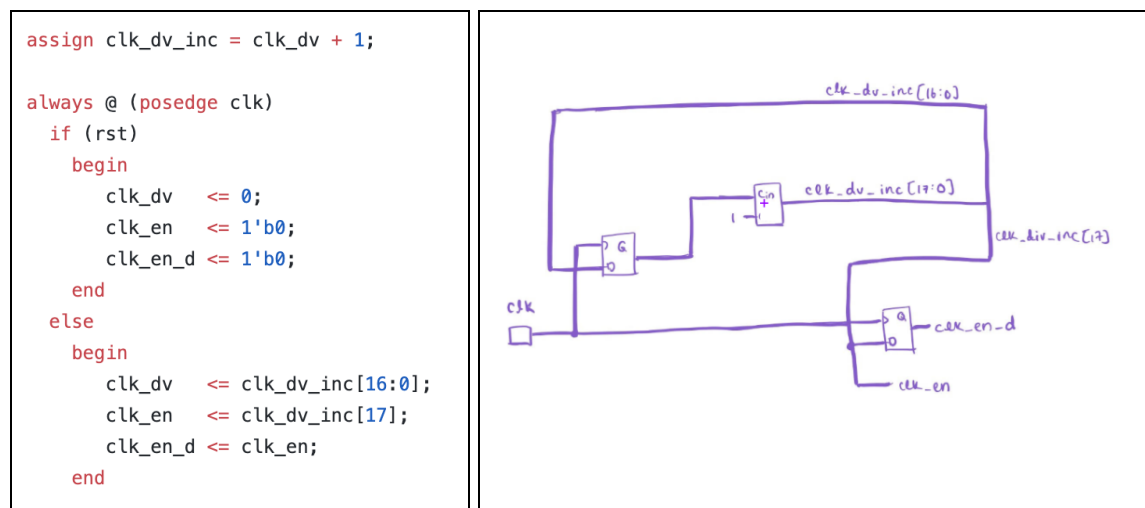 assign clk_dv_inc = clk_dv + 1;
always @ (posedge clk)
if (rst)
begin
clk_dv <= 0;
clk_en <= 1'b0;
clk_en_d <= 1'b0;
end
else
begin
clk_dv <= clk_dv_inc[16:0];
clk_en <= clk_dv_inc[17];
clk_en_d <= clk_en;
end
clk_dv_inc[16:0]
Cin
+
1
clk_dv_inc[17:0]
clk_div_inc[17]
Q
D
clk
Q
D
clk_en_d
clk_en